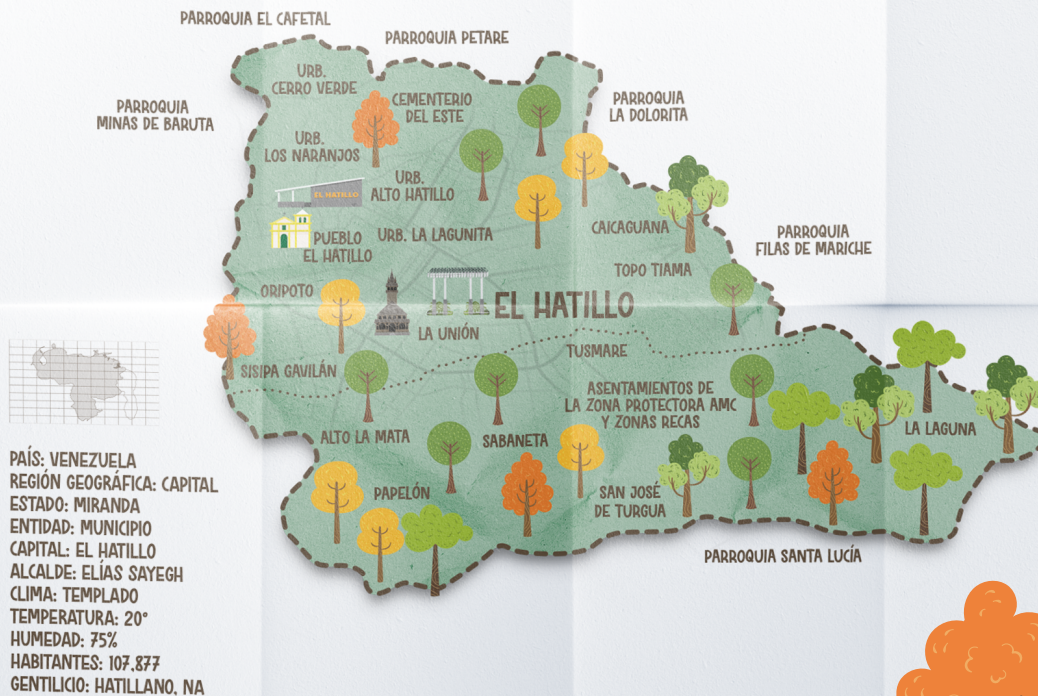 PARROQUIA EL CAFETAL
PARROQUIA PETARE
URB.
CERRO VERDE
CEMENTERIO
DEL ESTE
PARROQUIA
LA DOLORITA
PARROQUIA
MINAS DE BARUTA
URB.
LOS NARANJOS
URB.
ALTO HATILLO
EL HATILLO
PUEBLO
EL HATILLO
URB. LA LAGUNITA
CAICAGUANA
PARROQUIA
FILAS DE MARICHE
TOPO TIAMA
ORIPOTO
EL HATILLO
LA UNIÓN
TUSMARE
SISIPA GAVILÁN
ASENTAMIENTOS DE
LA ZONA PROTECTORA AMC
Y ZONAS RECAS
LA LAGUNA
ALTO LA MATA
SABANETA
PAPELÓN
SAN JOSÉ
DE TURGUA
PARROQUIA SANTA LUCÍA
PAÍS: VENEZUELA
REGIÓN GEOGRÁFICA: CAPITAL
ESTADO: MIRANDA
ENTIDAD: MUNICIPIO
CAPITAL: EL HATILLO
ALCALDE: ELÍAS SAYEGH
CLIMA: TEMPLADO
TEMPERATURA: 20°
HUMEDAD: 75%
HABITANTES: 107,877
GENTILICIO: HATILLANO, NA